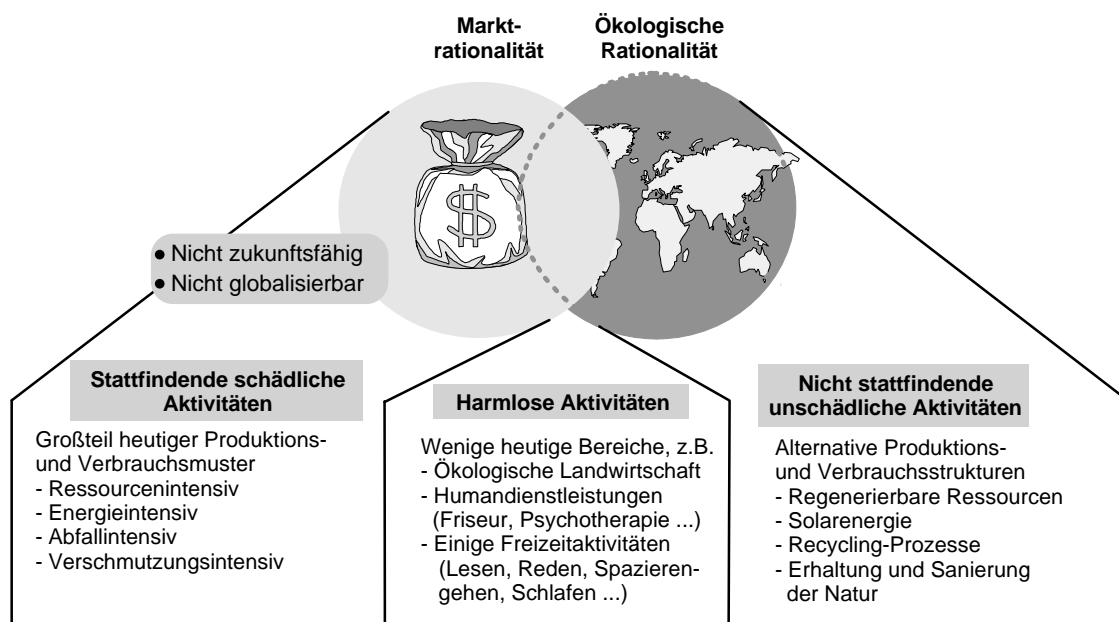 Markt-
rationalität
Ökologische
Rationalität
$
● Nicht zukunftsfähig
● Nicht globalisierbar
Stattfindende schädliche
Aktivitäten
Großteil heutiger Produktions-
und Verbrauchsmuster
- Ressourcenintensiv
- Energieintensiv
- Abfallintensiv
- Verschmutzungsintensiv
Harmlose Aktivitäten
Wenige heutige Bereiche, z.B.
- Ökologische Landwirtschaft
- Humandienstleistungen
(Friseur, Psychotherapie ...)
- Einige Freizeitaktivitäten
(Lesen, Reden, Spazieren-
gehen, Schlafen ...)
Nicht stattfindende
unschädliche Aktivitäten
Alternative Produktions-
und Verbrauchsstrukturen
- Regenerierbare Ressourcen
- Solarenergie
- Recycling-Prozesse
- Erhaltung und Sanierung
der Natur